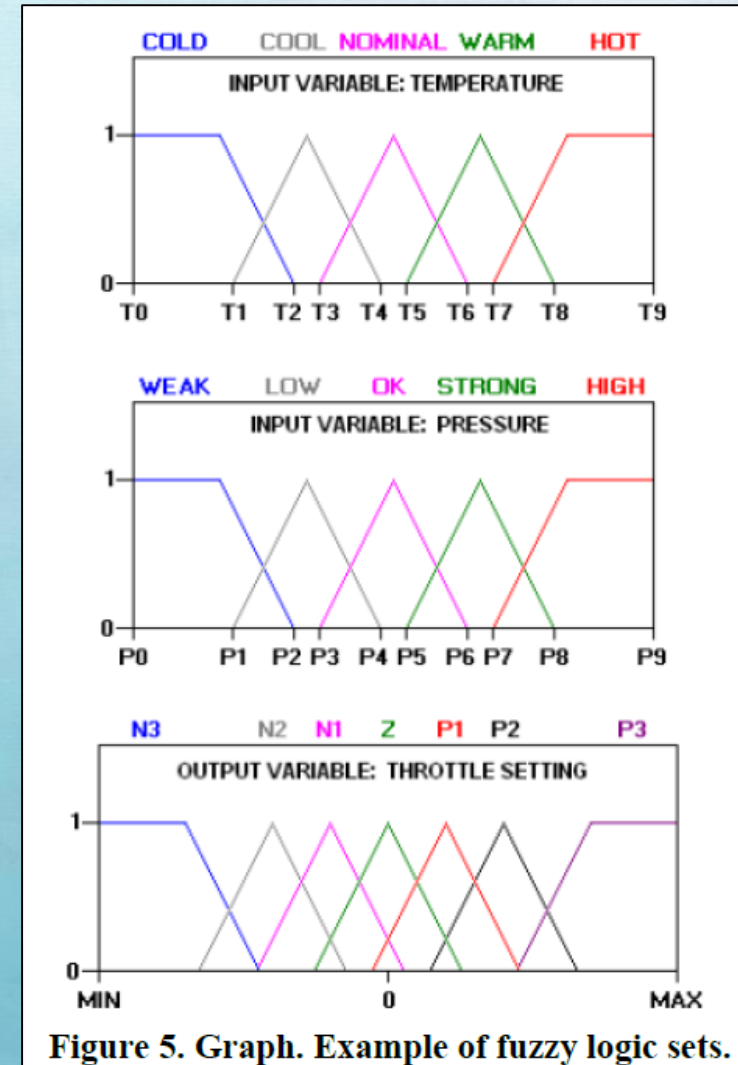 COLD COOL NOMINAL WARM HOT
INPUT VARIABLE: TEMPERATURE
1
0
T0 T1 T2 T3 T4 T5 T6 T7 T8 T9
WEAK LOW OK STRONG HIGH
INPUT VARIABLE: PRESSURE
1
0
P0 P1 P2 P3 P4 P5 P6 P7 P8 P9
N3 N2 N1 Z P1 P2 P3
OUTPUT VARIABLE: THROTTLE SETTING
1
0
MIN 0 MAX
Figure 5. Graph. Example of fuzzy logic sets.